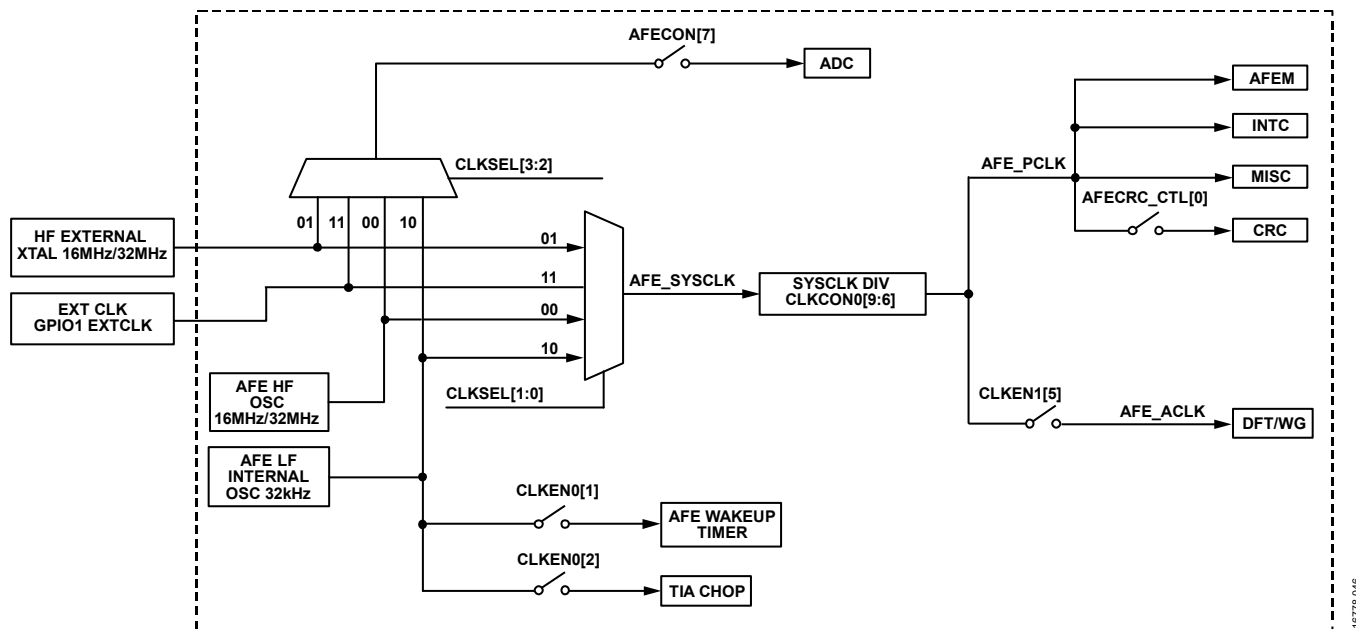 AFECON[7]
ADC
AFEM
INTC
AFE_PCLK
MISC
AFECRC_CTL[0]
CRC
CLKSEL[3:2]
01 11 00 10
HF EXTERNAL
XTAL 16MHz/32MHz
01
EXT CLK
GPIO1 EXTCLK
11
AFE_SYSCLK
SYSCLK DIV
CLKCON0[9:6]
00
10
AFE HF
OSC
16MHz/32MHz
CLKSEL[1:0]
CLKEN1[5]
AFE_ACLK
DFT/WG
AFE LF
INTERNAL
OSC 32kHz
CLKEN0[1]
AFE WAKEUP
TIMER
CLKEN0[2]
TIA CHOP
16778-046